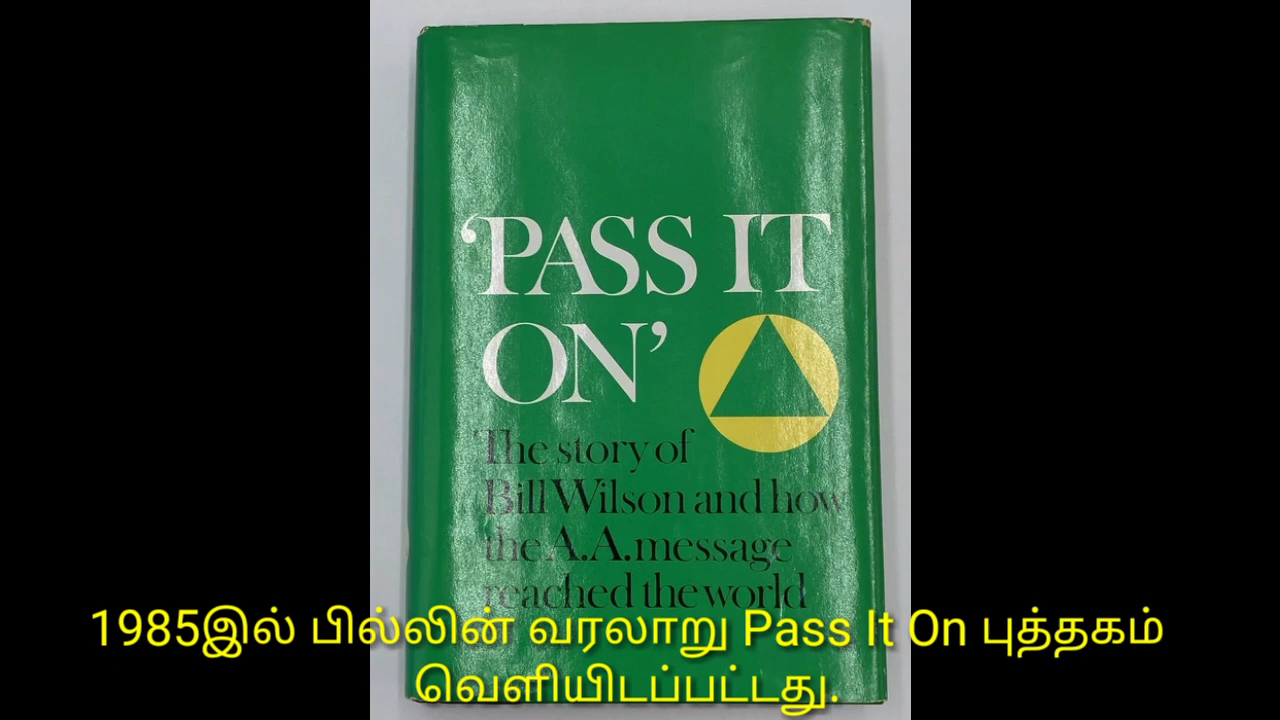 ‘PASS IT
ON’
The story of
Bill Wilson and how
the A.A. message
reached the world
1985இல் பில்லின் வரலாறு Pass It On புத்தகம்
வெளியிடப்பட்டது.